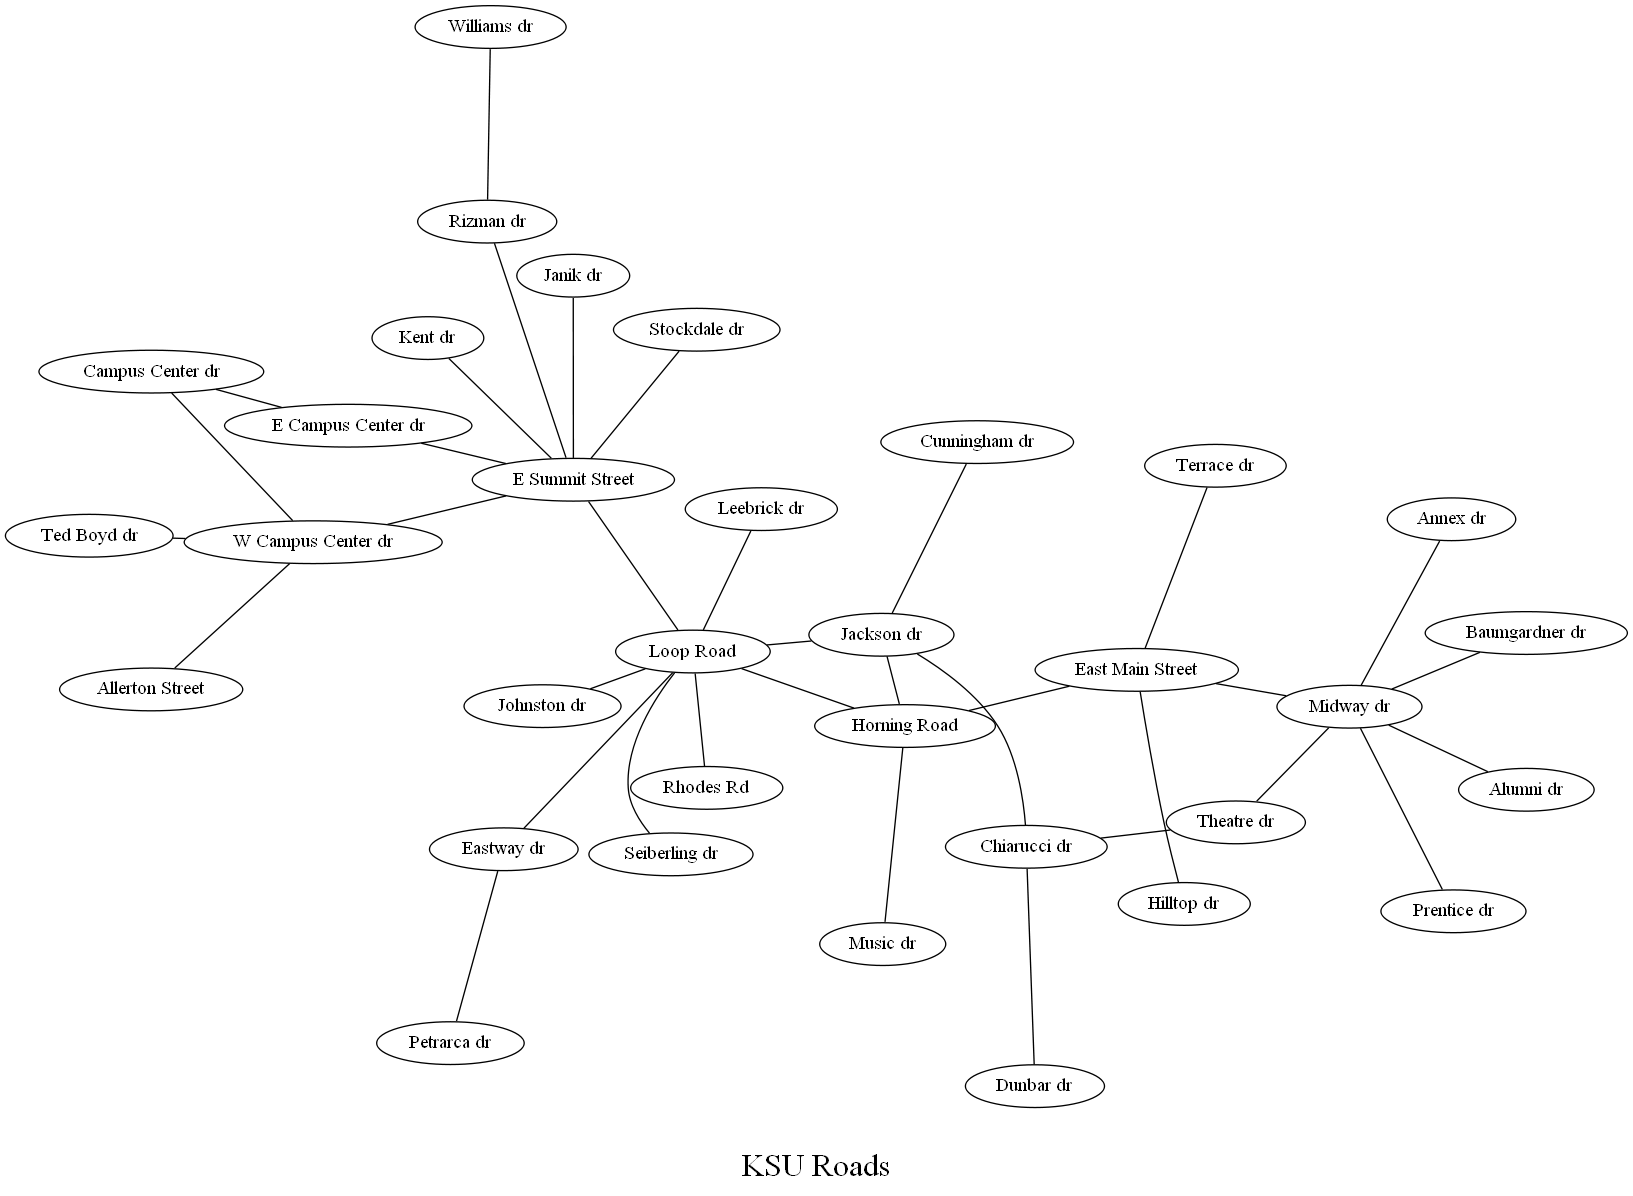 Williams dr
Rizman dr
Janik dr
Stockdale dr
Kent dr
Campus Center dr
E Campus Center dr
Cunningham dr
Terrace dr
E Summit Street
Leebrick dr
Annex dr
Ted Boyd dr
W Campus Center dr
Baumgardner dr
Jackson dr
Loop Road
East Main Street
Allerton Street
Johnston dr
Midway dr
Horning Road
Rhodes Rd
Alumni dr
Theatre dr
Chiarucci dr
Eastway dr
Seiberling dr
Hilltop dr
Prentice dr
Music dr
Petrarca dr
Dunbar dr
KSU Roads